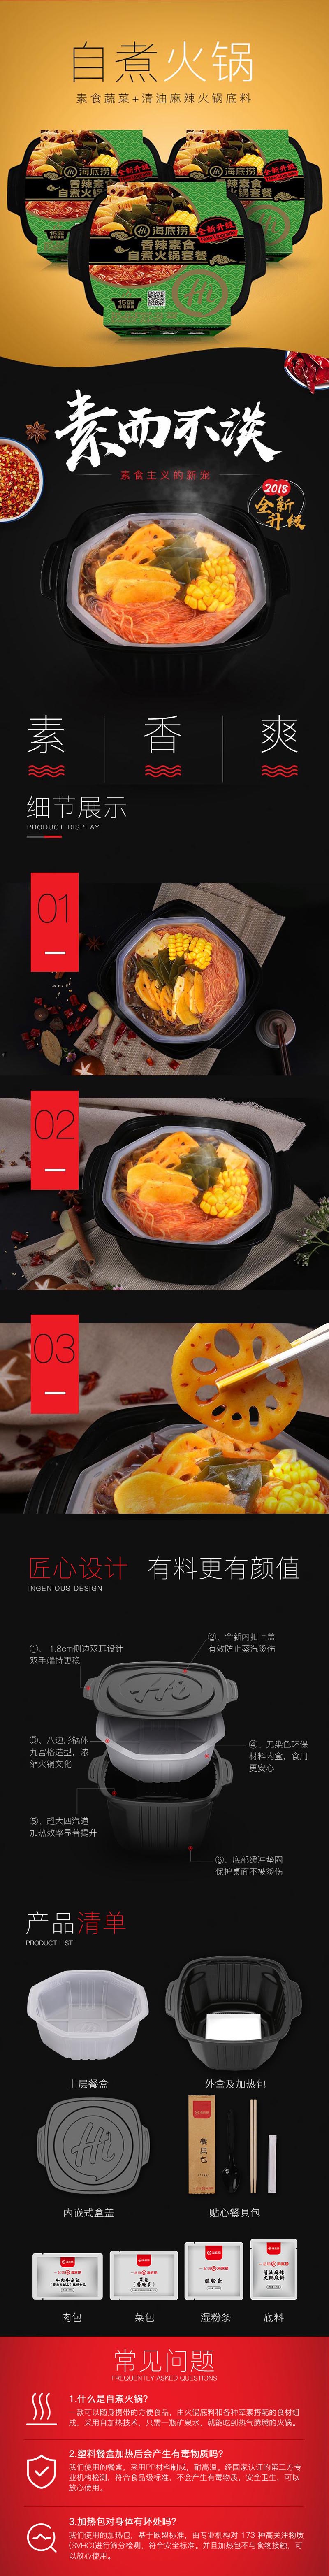 自煮火锅
素食蔬菜+清油麻辣火锅底料
海底捞
全新升级
香辣素食
自煮火锅套餐
15
Hi
素而不淡
素食主义的新宠
2018
全新
升级
素 香 爽
细节展示
PRODUCT DISPLAY
01
02
03
匠心设计 有料更有颜值
INGENIOUS DESIGN
①、1.8cm侧边双耳设计
双手端持更稳
②、全新内扣上盖
有效防止蒸汽烫伤
③、八边形锅体
九宫格造型，浓
缩火锅文化
④、无染色环保
材料内盒，食用
更安心
⑤、超大四汽道
加热效率显著提升
⑥、底部缓冲垫圈
保护桌面不被烫伤
产品清单
PRODUCT LIST
上层餐盒
外盒及加热包
Hi
餐具包
内嵌式盒盖
贴心餐具包
菜包
湿粉条
清油麻辣
火锅底料
肉包
菜包
湿粉条
底料
常见问题
FREQUENTLY ASKED QUESTIONS
1.什么是自煮火锅?
一款可以随身携带的方便食品，由火锅底料和各种荤素搭配的食材组
成，采用自加热技术，只需一瓶矿泉水，就能吃到热气腾腾的火锅。
2.塑料餐盒加热后会产生有毒物质吗?
我们使用的餐盒，采用PP材料制成，耐高温。经国家认证的第三方专
业机构检测，符合食品级标准，不会产生有毒物质，安全卫生，可以
放心使用。
3.加热包对身体有坏处吗?
我们使用的加热包，基于欧盟标准，由专业机构对 173 种高关注物质
(SVHC)进行筛分检测，符合安全标准。并且加热包不与食物接触，可
以放心使用。